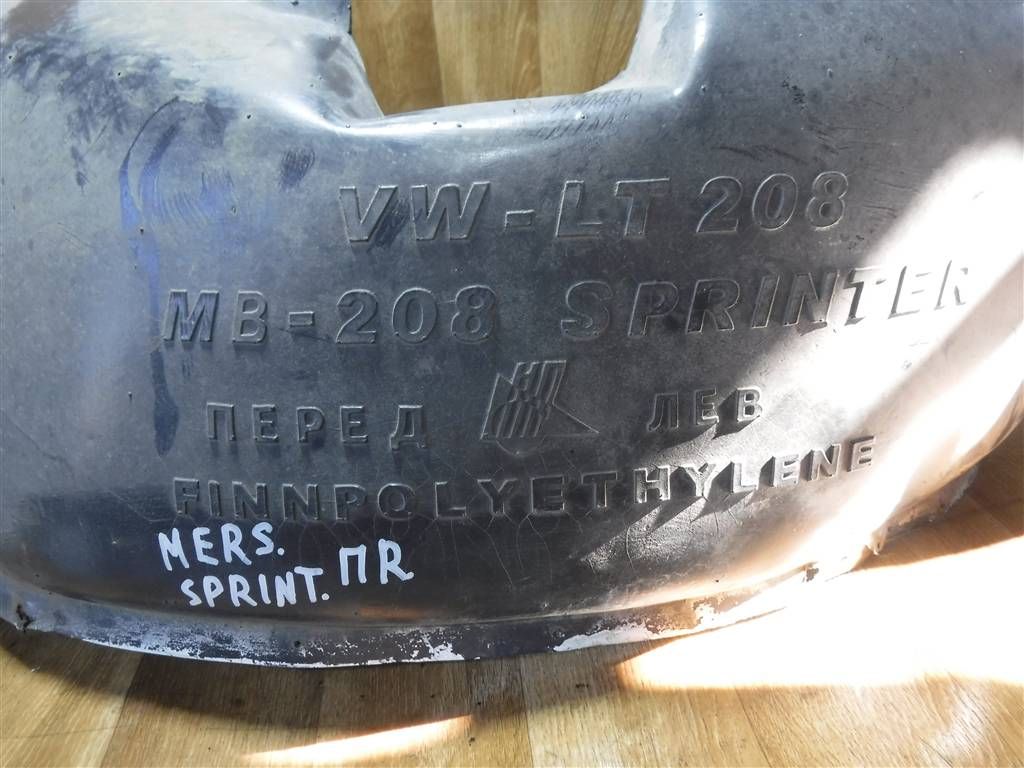 VW-LT 208
MB-208 SPRINTER
ПЕРЕД ЛЕВ
FINNPOLYETHYLENE
MERS. ПR
SPRINT.